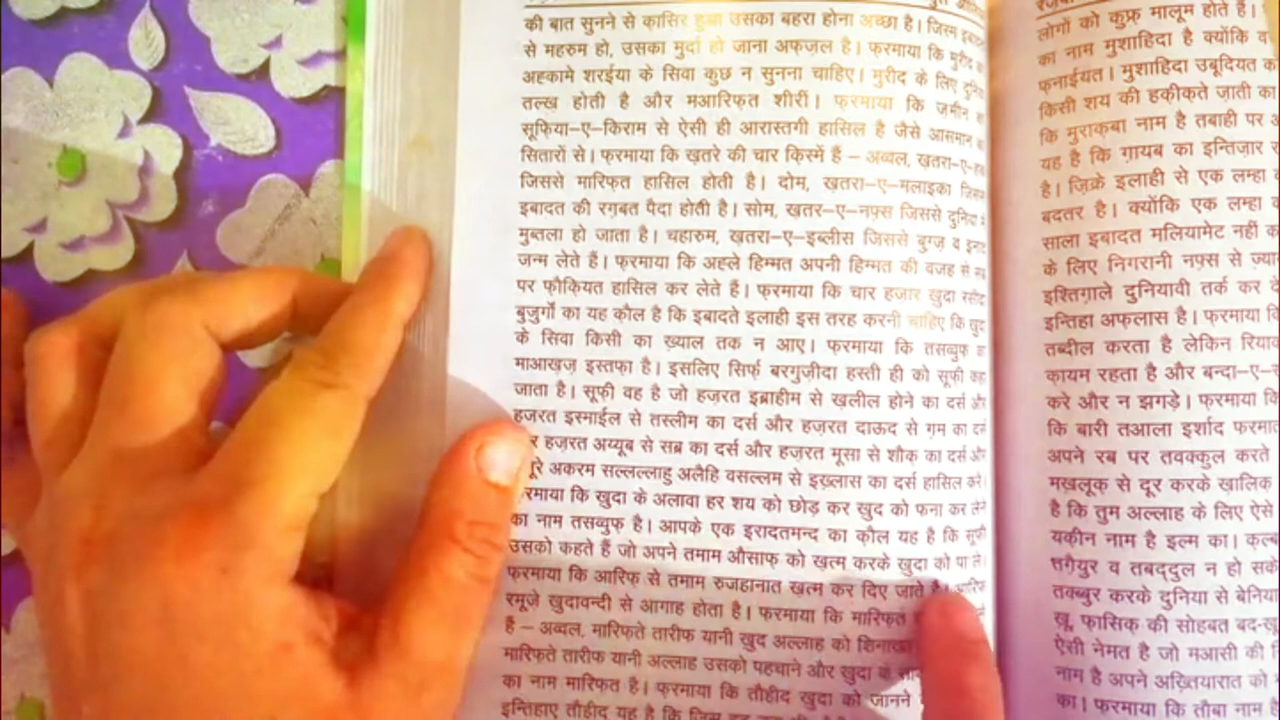 की बात सुनने से क़ासिर हुआ उसका बहरा होना अच्छा है। जिस्म
से महरुम हो, उसका मुर्दा हो जाना अफ़ज़ल है। फ़रमाया कि मुरीद
अहकामे शरईया के सिवा कुछ न सुनना चाहिए। मुरीद के लिए
तल्ख़ होती है और मआरिफ़त शीरीं। फ़रमाया कि ज़मीन
सूफ़िया–ए–किराम से ऐसी ही आरास्तगी हासिल है जैसे आसमान
सितारों से। फ़रमाया कि ख़तरे की चार क़िस्में हैं – अव्वल, ख़तरा–ए–
जिससे मारिफ़त हासिल होती है। दोम, ख़तरा–ए–मलाइका
इबादत की रग़बत पैदा होती है। सोम, ख़तर–ए–नफ़्स जिससे दुनिया
मुब्तला हो जाता है। चहारुम, ख़तरा–ए–इब्लीस जिससे बुग्ज़ व
जन्म लेते हैं। फ़रमाया कि अह्ले हिम्मत अपनी हिम्मत की वजह से
पर फ़ौक़ियत हासिल कर लेते हैं। फ़रमाया कि चार हजार ख़ुदा
बुज़ुर्गों का यह क़ौल है कि इबादते इलाही इस तरह करनी चाहिए कि
के सिवा किसी का ख़्याल तक न आए। फ़रमाया कि तसव्वुफ़ का
माआख़ज़ इस्तफ़ा है। इसलिए सिर्फ़ बरगुज़ीदा हस्ती ही को सूफ़ी कहा
जाता है। सूफ़ी वह है जो हज़रत इब्राहीम से ख़लील होने का दर्स और
हज़रत इस्माईल से तस्लीम का दर्स और हज़रत दाऊद से ग़म का दर्स
हज़रत अय्यूब से सब्र का दर्स और हज़रत मूसा से शौक़ का दर्स और
अकरम सल्लल्लाहु अलैहि वसल्लम से इख़्लास का दर्स हासिल करे।
कि ख़ुदा के अलावा हर शय को छोड़ कर ख़ुद को फ़ना कर लेने
का नाम तसव्वुफ़ है। आपके एक इरादतमन्द का क़ौल यह है कि सूफ़ी
उसको कहते हैं जो अपने तमाम औसाफ़ को ख़त्म करके ख़ुदा को पा ले।
फ़रमाया कि आरिफ़ से तमाम रुजहानात ख़त्म कर दिए जाते
रमूज़े ख़ुदावन्दी से आगाह होता है। फ़रमाया कि मारिफ़त
हैं – अव्वल, मारिफ़ते तारीफ यानी ख़ुद अल्लाह को
मारिफ़ते तारीफ यानी अल्लाह उसको पहचाने और ख़ुदा के
का नाम मारिफ़त है। फ़रमाया कि तौहीद ख़ुदा को जानने
इन्तिहाए तौहीद यह है कि
लोगों को कुफ़्र मालूम होते हैं।
का नाम मुशाहिदा है क्योंकि
फ़नाईयत। मुशाहिदा उबूदियत
किसी शय की हक़ीक़ते ज़ाती का
कि मुराक़्बा नाम है तबाही पर
यह है कि ग़ायब का इन्तिज़ार
है। ज़िक्रे इलाही से एक लम्हा
बदतर है। क्योंकि एक लम्हा
साला इबादत मलियामेट नहीं
के लिए निगरानी नफ़्स से
इश्तिग़ाले दुनियावी तर्क कर
इन्तिहा अफ़लास है। फ़रमाया
तब्दील करता है लेकिन
क़ायम रहता है और बन्दा–ए–
करे और न झगड़े। फ़रमाया
कि बारी तआला इर्शाद
अपने रब पर तवक्कुल करते
मख़लूक़ से दूर करके ख़ालिक
है कि तुम अल्लाह के लिए ऐसे
यक़ीन नाम है इल्म का।
तग़ैयुर व तबद्दुल न हो
तकब्बुर करके दुनिया से
फ़ासिक़ की सोहबत
ऐसी नेमत है जो मआसी की
नाम है अपने अख़्तियारात को
का। फ़रमाया कि तौबा नाम